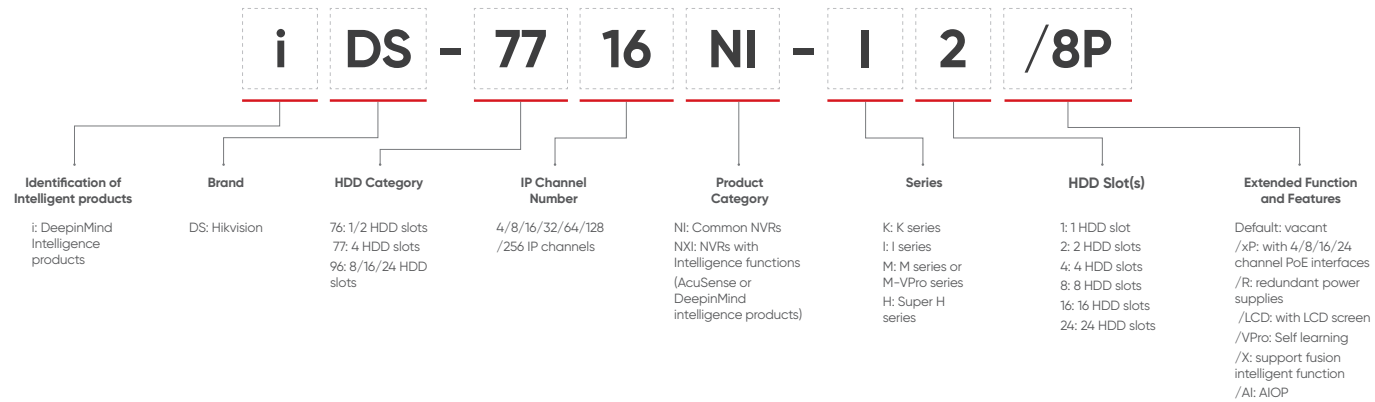 i DS - 77 16 NI - I 2 /8P
Identification of
Intelligent products
i: DeepinMind
Intelligence
products
Brand
DS: Hikvision
HDD Category
76: 1/2 HDD slots
77: 4 HDD slots
96: 8/16/24 HDD
slots
IP Channel
Number
4/8/16/32/64/128
/256 IP channels
Product
Category
NI: Common NVRs
NXI: NVRs with
Intelligence functions
(AcuSense or
DeepinMind
intelligence products)
Series
K: K series
I: I series
M: M series or
M-VPro series
H: Super H
series
HDD Slot(s)
1: 1 HDD slot
2: 2 HDD slots
4: 4 HDD slots
8: 8 HDD slots
16: 16 HDD slots
24: 24 HDD slots
Extended Function
and Features
Default: vacant
/xP: with 4/8/16/24
channel PoE interfaces
/R: redundant power
supplies
/LCD: with LCD screen
/VPro: Self learning
/X: support fusion
intelligent function
/AI: AIOP